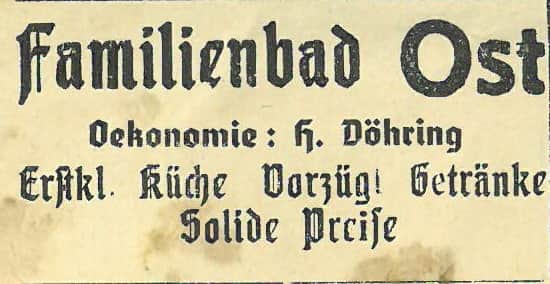 Familienbad Ost
Oekonomie: H. Döhring
Erstkl. Küche Vorzügl Getränke
Solide Preise